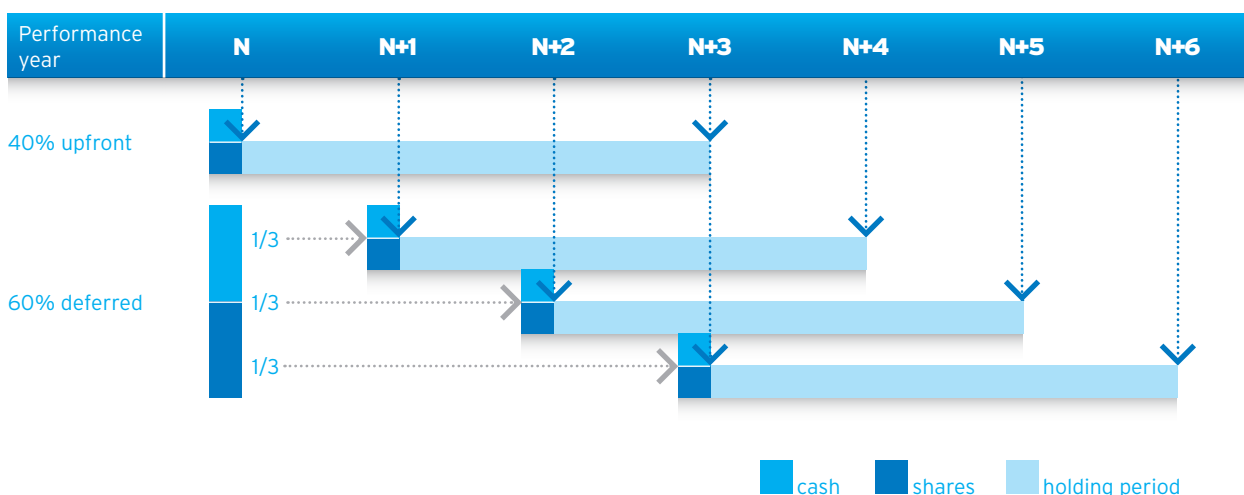 Performance
year
N
N+1
N+2
N+3
N+4
N+5
N+6
40% upfront
1/3
60% deferred
1/3
1/3
cash
shares
holding period